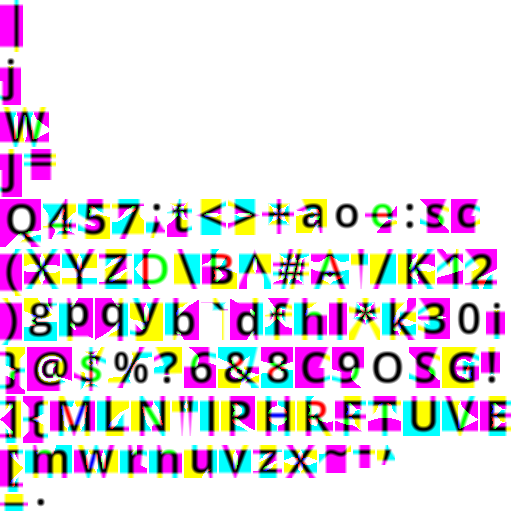 |
j
W
J=
Q457;t<>+aoe:sc
(XYZD\B^#A'/K12
)gpqyb`dfhl*k30i
}@$%?6&8C9OSG!
]{MLN"IPHRFTUVE
[mwrnuvzx~-,
_.